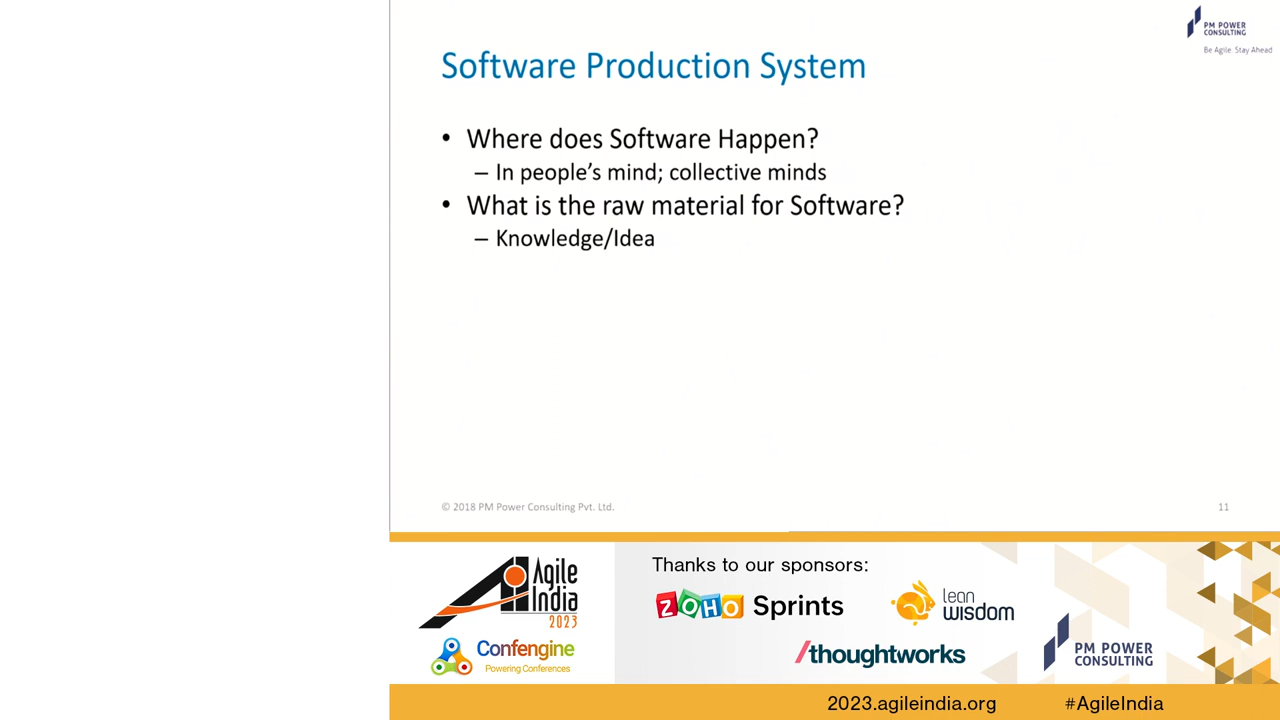 PM POWER
CONSULTING
Be Agile. Stay Ahead
Software Production System
• Where does Software Happen?
– In people's mind; collective minds
• What is the raw material for Software?
– Knowledge/Idea
© 2018 PM Power Consulting Pvt. Ltd.
11
Agile
India
2023
Confengine
Powering Conferences
Thanks to our sponsors:
ZOHO Sprints
lean
wisdom
/thoughtworks
PM POWER
CONSULTING
2023.agileindia.org
#AgileIndia